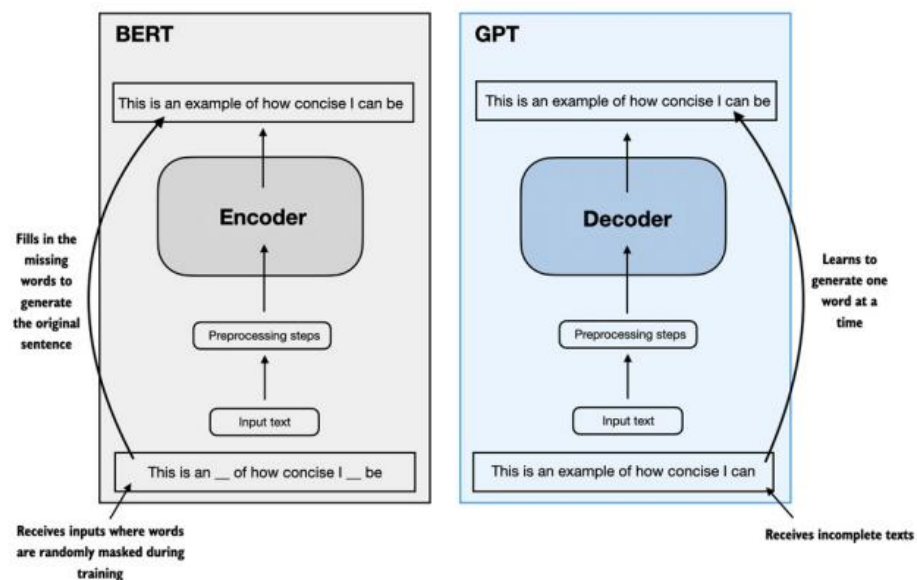 BERT
This is an example of how concise I can be
Encoder
Fills in the
missing
words to
generate
the original
sentence
Preprocessing steps
Input text
This is an __ of how concise I __ be
Receives inputs where words
are randomly masked during
training
GPT
This is an example of how concise I can be
Decoder
Learns to
generate one
word at a
time
Preprocessing steps
Input text
This is an example of how concise I can
Receives incomplete texts